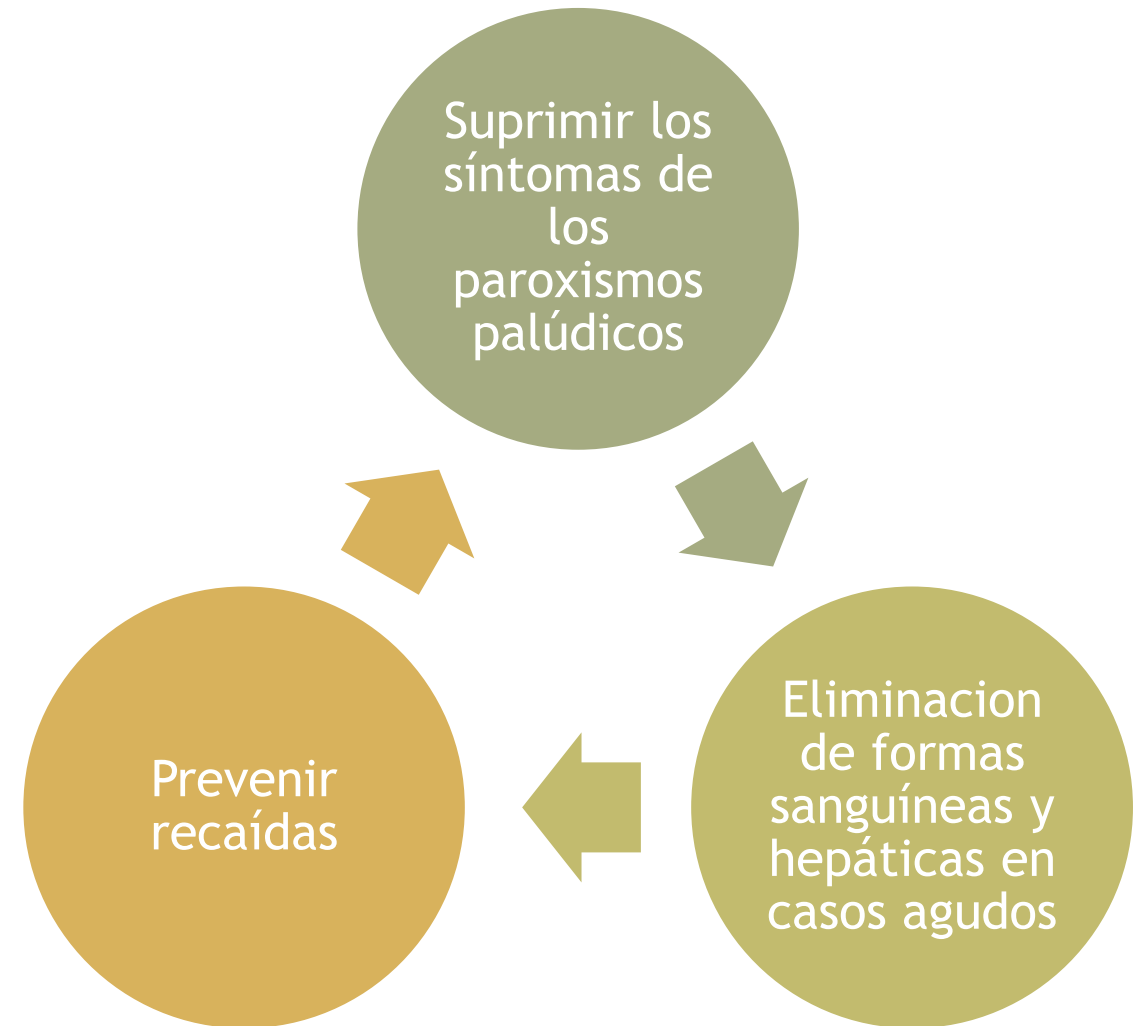 Suprimir los
síntomas de
los
paroxismos
palúdicos
Eliminacion
de formas
sanguíneas y
hepáticas en
casos agudos
Prevenir
recaídas